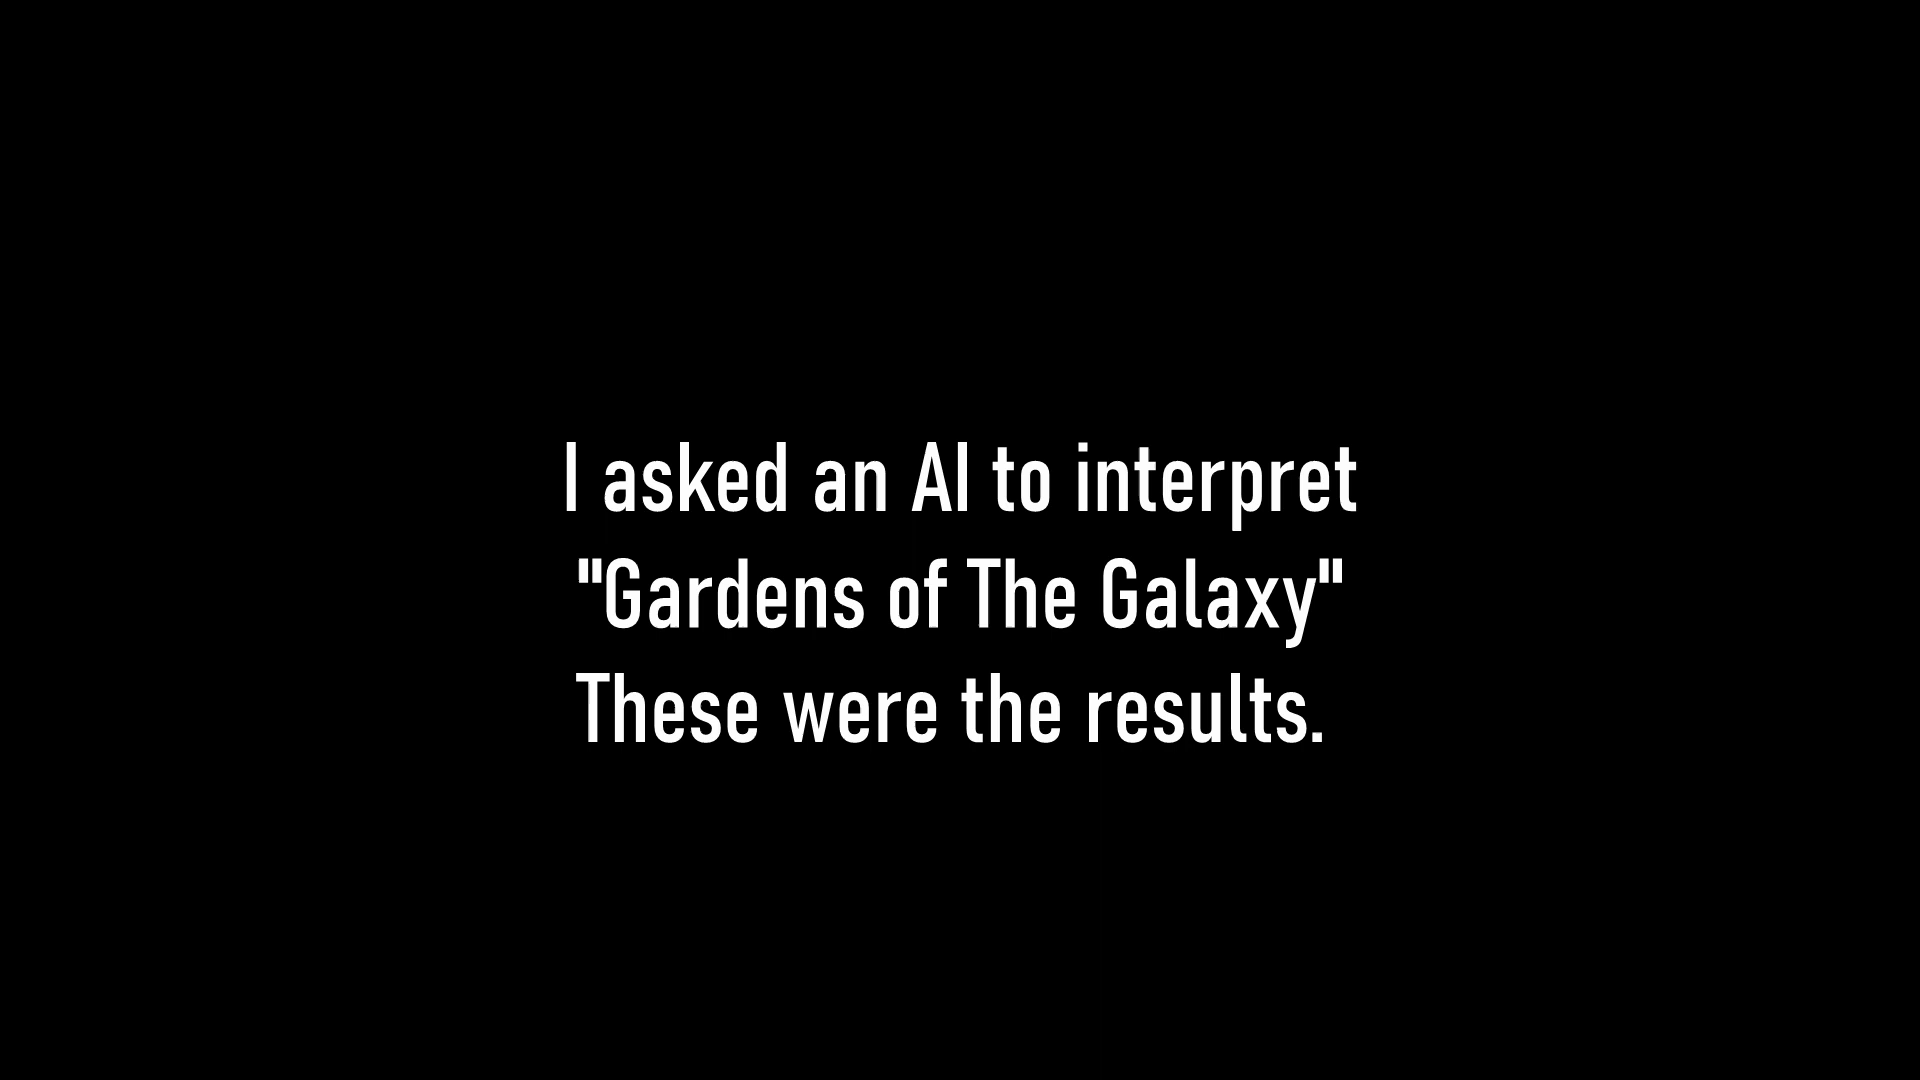 I asked an AI to interpret
"Gardens of The Galaxy"
These were the results.